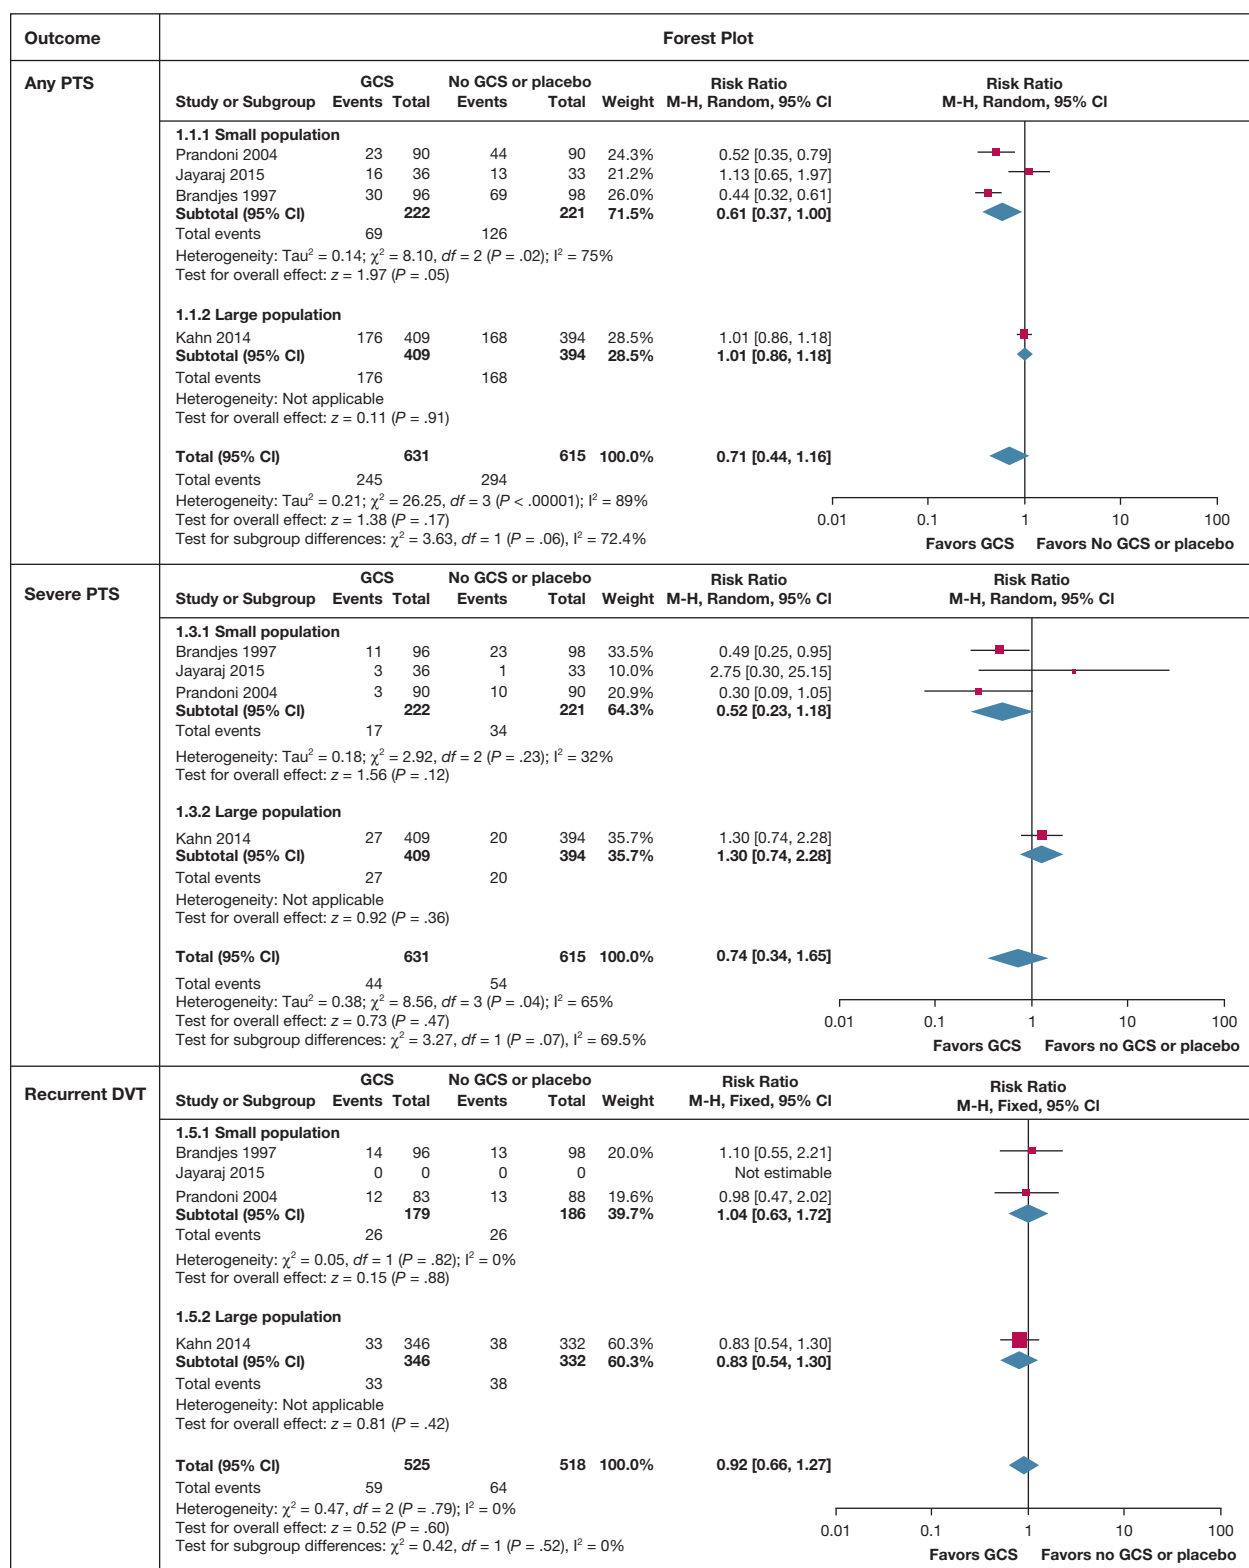 Outcome Forest Plot
Any PTS
GCS No GCS or placebo Risk Ratio Risk Ratio
Study or Subgroup Events Total Events Total Weight M-H, Random, 95% CI M-H, Random, 95% CI
1.1.1 Small population
Prandoni 2004 23 90 44 90 24.3% 0.52 [0.35, 0.79]
Jayaraj 2015 16 36 13 33 21.2% 1.13 [0.65, 1.97]
Brandjes 1997 30 96 69 98 26.0% 0.44 [0.32, 0.61]
Subtotal (95% CI) 222 221 71.5% 0.61 [0.37, 1.00]
Total events 69 126
Heterogeneity: Tau² = 0.14; χ² = 8.10, df = 2 (P = .02); I² = 75%
Test for overall effect: z = 1.97 (P = .05)
1.1.2 Large population
Kahn 2014 176 409 168 394 28.5% 1.01 [0.86, 1.18]
Subtotal (95% CI) 409 394 28.5% 1.01 [0.86, 1.18]
Total events 176 168
Heterogeneity: Not applicable
Test for overall effect: z = 0.11 (P = .91)
Total (95% CI) 631 615 100.0% 0.71 [0.44, 1.16]
Total events 245 294
Heterogeneity: Tau² = 0.21; χ² = 26.25, df = 3 (P < .00001); I² = 89%
Test for overall effect: z = 1.38 (P = .17)
Test for subgroup differences: χ² = 3.63, df = 1 (P = .06), I² = 72.4%
0.01 0.1 1 10 100
Favors GCS Favors No GCS or placebo
Severe PTS
GCS No GCS or placebo Risk Ratio Risk Ratio
Study or Subgroup Events Total Events Total Weight M-H, Random, 95% CI M-H, Random, 95% CI
1.3.1 Small population
Brandjes 1997 11 96 23 98 33.5% 0.49 [0.25, 0.95]
Jayaraj 2015 3 36 1 33 10.0% 2.75 [0.30, 25.15]
Prandoni 2004 3 90 10 90 20.9% 0.30 [0.09, 1.05]
Subtotal (95% CI) 222 221 64.3% 0.52 [0.23, 1.18]
Total events 17 34
Heterogeneity: Tau² = 0.18; χ² = 2.92, df = 2 (P = .23); I² = 32%
Test for overall effect: z = 1.56 (P = .12)
1.3.2 Large population
Kahn 2014 27 409 20 394 35.7% 1.30 [0.74, 2.28]
Subtotal (95% CI) 409 394 35.7% 1.30 [0.74, 2.28]
Total events 27 20
Heterogeneity: Not applicable
Test for overall effect: z = 0.92 (P = .36)
Total (95% CI) 631 615 100.0% 0.74 [0.34, 1.65]
Total events 44 54
Heterogeneity: Tau² = 0.38; χ² = 8.56, df = 3 (P = .04); I² = 65%
Test for overall effect: z = 0.73 (P = .47)
Test for subgroup differences: χ² = 3.27, df = 1 (P = .07), I² = 69.5%
0.01 0.1 1 10 100
Favors GCS Favors no GCS or placebo
Recurrent DVT
GCS No GCS or placebo Risk Ratio Risk Ratio
Study or Subgroup Events Total Events Total Weight M-H, Fixed, 95% CI M-H, Fixed, 95% CI
1.5.1 Small population
Brandjes 1997 14 96 13 98 20.0% 1.10 [0.55, 2.21]
Jayaraj 2015 0 0 0 0 Not estimable
Prandoni 2004 12 83 13 88 19.6% 0.98 [0.47, 2.02]
Subtotal (95% CI) 179 186 39.7% 1.04 [0.63, 1.72]
Total events 26 26
Heterogeneity: χ² = 0.05, df = 1 (P = .82); I² = 0%
Test for overall effect: z = 0.15 (P = .88)
1.5.2 Large population
Kahn 2014 33 346 38 332 60.3% 0.83 [0.54, 1.30]
Subtotal (95% CI) 346 332 60.3% 0.83 [0.54, 1.30]
Total events 33 38
Heterogeneity: Not applicable
Test for overall effect: z = 0.81 (P = .42)
Total (95% CI) 525 518 100.0% 0.92 [0.66, 1.27]
Total events 59 64
Heterogeneity: χ² = 0.47, df = 2 (P = .79); I² = 0%
Test for overall effect: z = 0.52 (P = .60)
Test for subgroup differences: χ² = 0.42, df = 1 (P = .52), I² = 0%
0.01 0.1 1 10 100
Favors GCS Favors no GCS or placebo